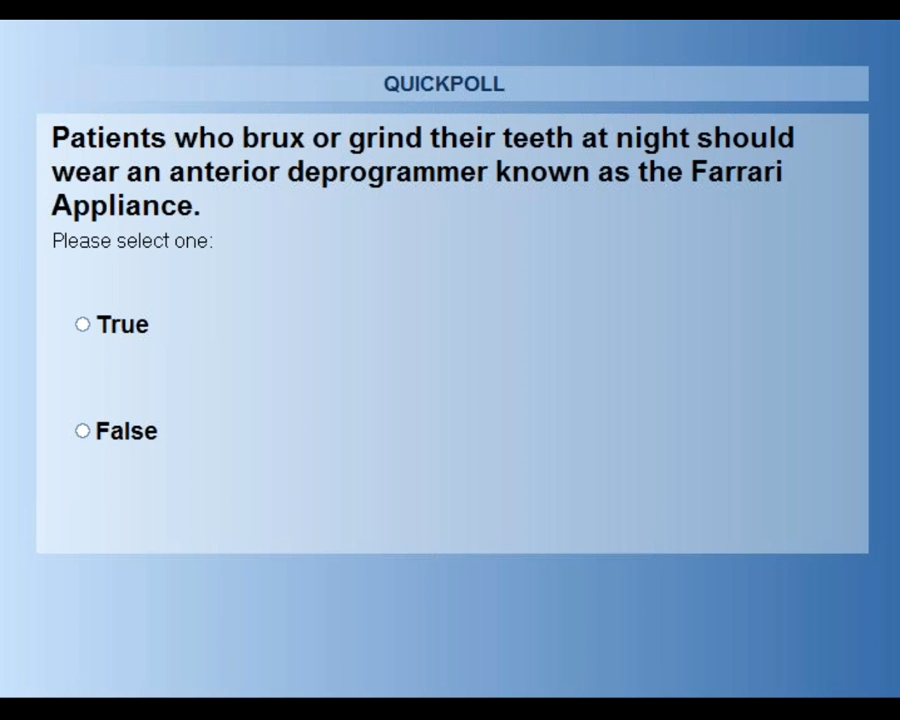 QUICKPOLL
Patients who brux or grind their teeth at night should
wear an anterior deprogrammer known as the Farrari
Appliance.
Please select one:
True
False